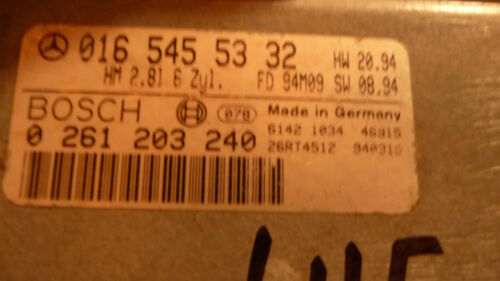 016 545 53 32 HW 20.94
HM 2.8l 6 Zyl. FD 94M09 SW 08.94
BOSCH 078 Made in Germany
0 261 203 240 6142 1034 46915
26RT4512 940316